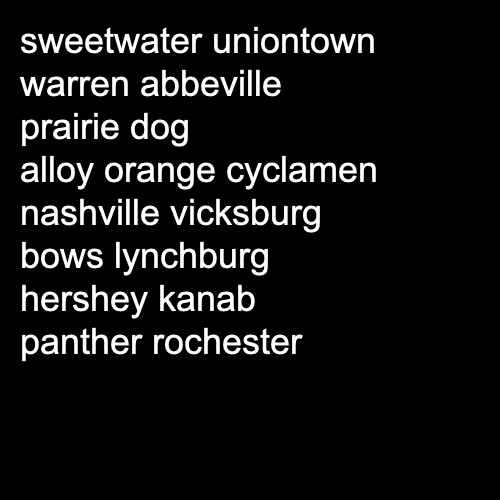 sweetwater uniontown
warren abbeville
prairie dog
alloy orange cyclamen
nashville vicksburg
bows lynchburg
hershey kanab
panther rochester